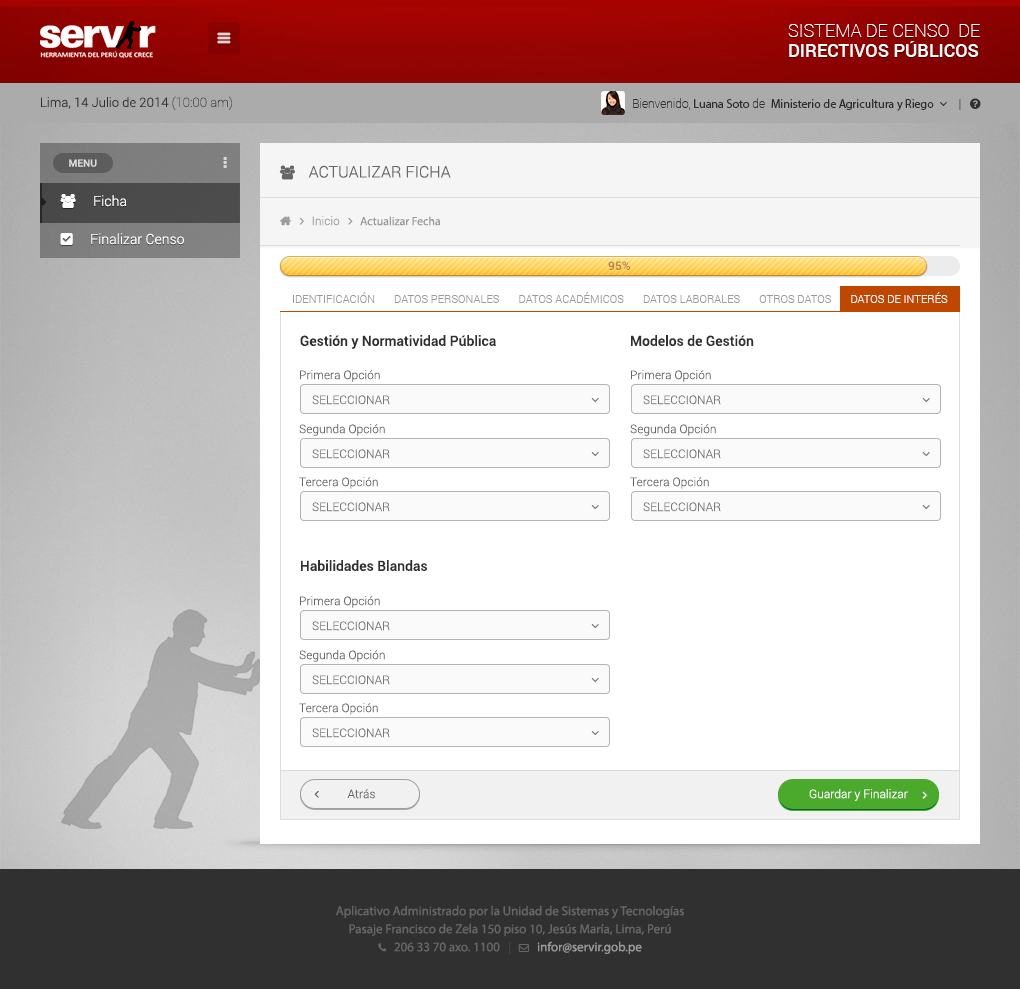 servir
HERRAMIENTA DEL PERÚ QUE CRECE
SISTEMA DE CENSO DE
DIRECTIVOS PÚBLICOS
Lima, 14 Julio de 2014 (10:00 am)
Bienvenido, Luana Soto de Ministerio de Agricultura y Riego |
MENU
Ficha
Finalizar Censo
ACTUALIZAR FICHA
Inicio > Actualizar Fecha
95%
IDENTIFICACIÓN DATOS PERSONALES DATOS ACADÉMICOS DATOS LABORALES OTROS DATOS DATOS DE INTERÉS
Gestión y Normatividad Pública
Primera Opción
SELECCIONAR
Segunda Opción
SELECCIONAR
Tercera Opción
SELECCIONAR
Modelos de Gestión
Primera Opción
SELECCIONAR
Segunda Opción
SELECCIONAR
Tercera Opción
SELECCIONAR
Habilidades Blandas
Primera Opción
SELECCIONAR
Segunda Opción
SELECCIONAR
Tercera Opción
SELECCIONAR
Atrás
Guardar y Finalizar
Aplicativo Administrado por la Unidad de Sistemas y Tecnologías
Pasaje Francisco de Zela 150 piso 10, Jesús María, Lima, Perú
206 33 70 axo. 1100 | infor@servir.gob.pe